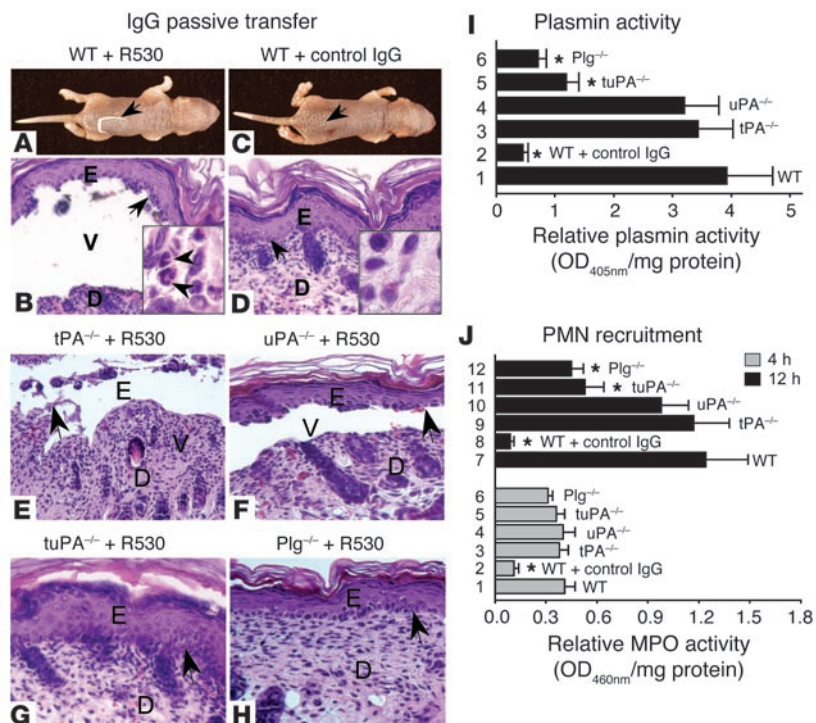 IgG passive transfer
WT + R530
WT + control IgG
A
C
E
V
B
D
E
D
D
tPA⁻/⁻ + R530
uPA⁻/⁻ + R530
E
V
D
E
E
V
D
F
tuPA⁻/⁻ + R530
Plg⁻/⁻ + R530
E
D
G
E
D
H
I
Plasmin activity
6 * Plg⁻/⁻
5 * tuPA⁻/⁻
4 uPA⁻/⁻
3 tPA⁻/⁻
2 * WT + control IgG
1 WT
0 1 2 3 4 5
Relative plasmin activity
(OD405nm/mg protein)
J
PMN recruitment
4 h
12 h
12 * Plg⁻/⁻
11 * tuPA⁻/⁻
10 uPA⁻/⁻
9 tPA⁻/⁻
8 * WT + control IgG
7 WT
6 Plg⁻/⁻
5 tuPA⁻/⁻
4 uPA⁻/⁻
3 tPA⁻/⁻
2 * WT + control IgG
1 WT
0.0 0.3 0.6 0.9 1.2 1.5 1.8
Relative MPO activity
(OD460nm/mg protein)